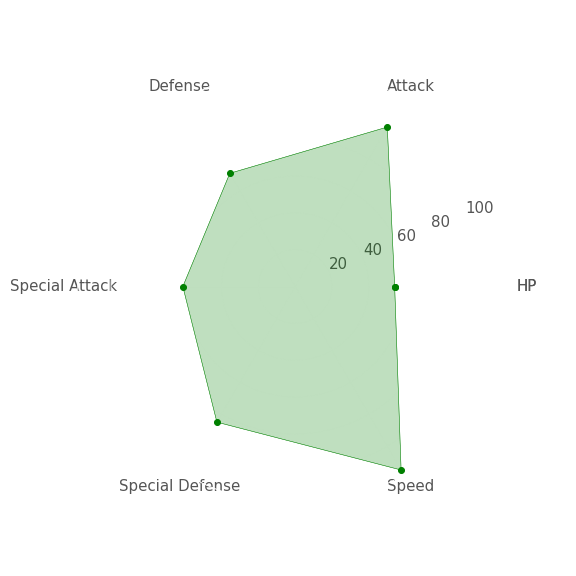 Defense
Attack
100
80
60
40
20
Special Attack
HP
Special Defense
Speed